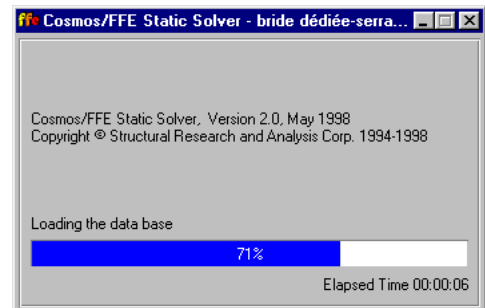 ffe Cosmos/FFE Static Solver - bride dédiée-serra...
Cosmos/FFE Static Solver, Version 2.0, May 1998
Copyright © Structural Research and Analysis Corp. 1994-1998
Loading the data base
71%
Elapsed Time 00:00:06